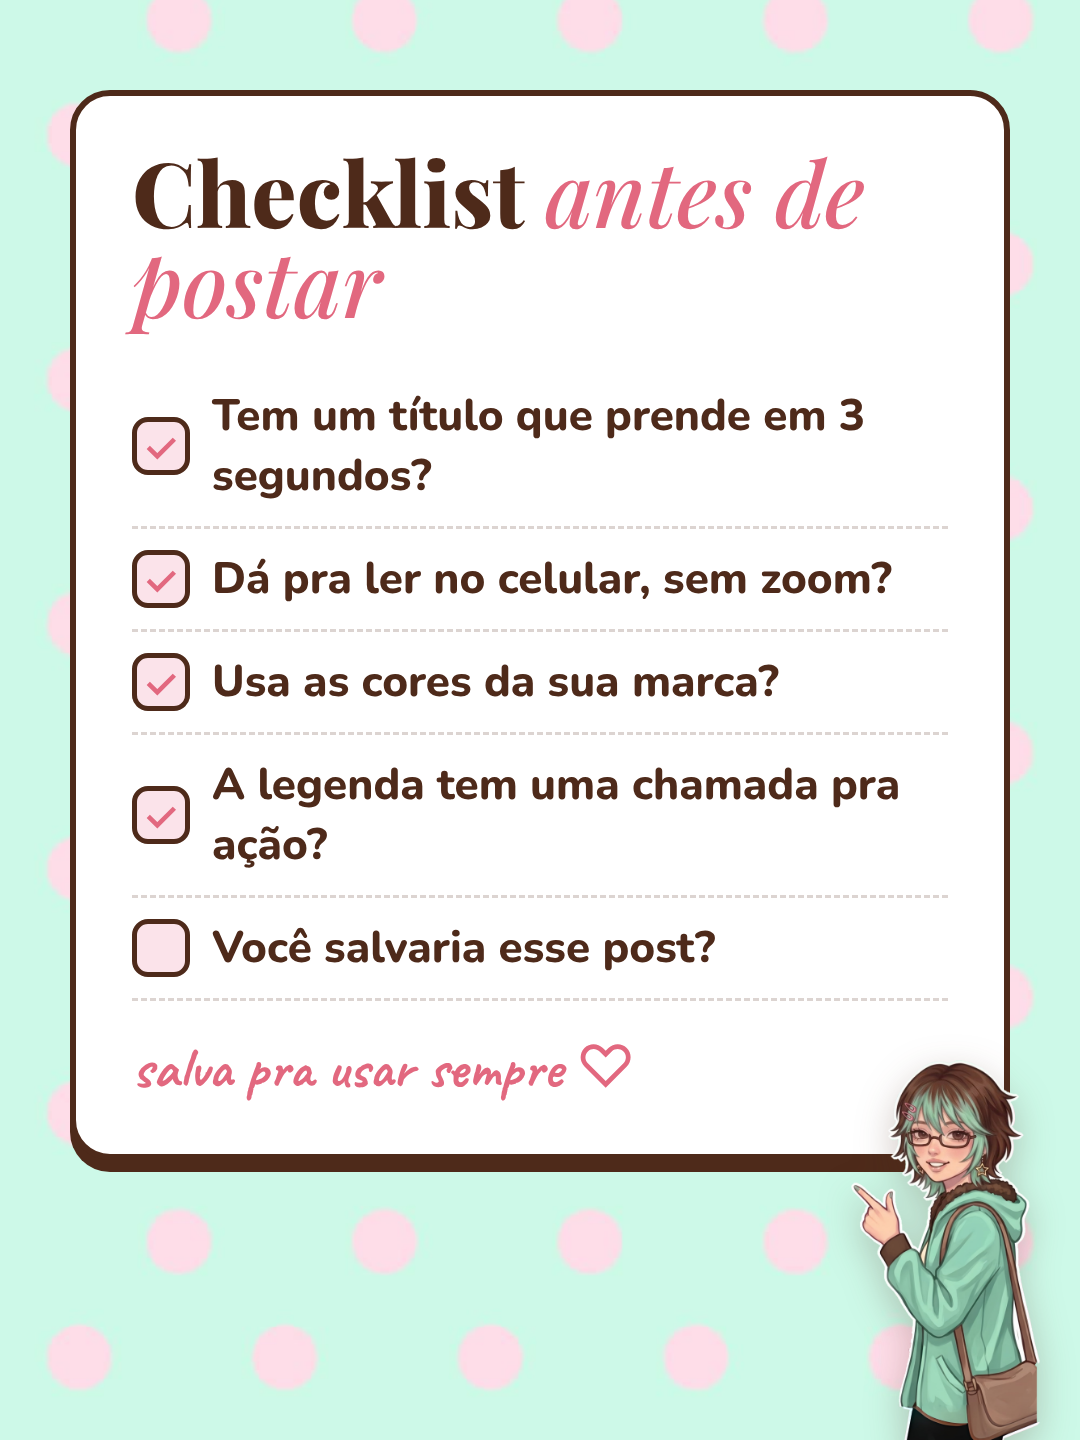 Checklist antes de
postar
Tem um título que prende em 3
segundos?
Dá pra ler no celular, sem zoom?
Usa as cores da sua marca?
A legenda tem uma chamada pra
ação?
Você salvaria esse post?
salva pra usar sempre